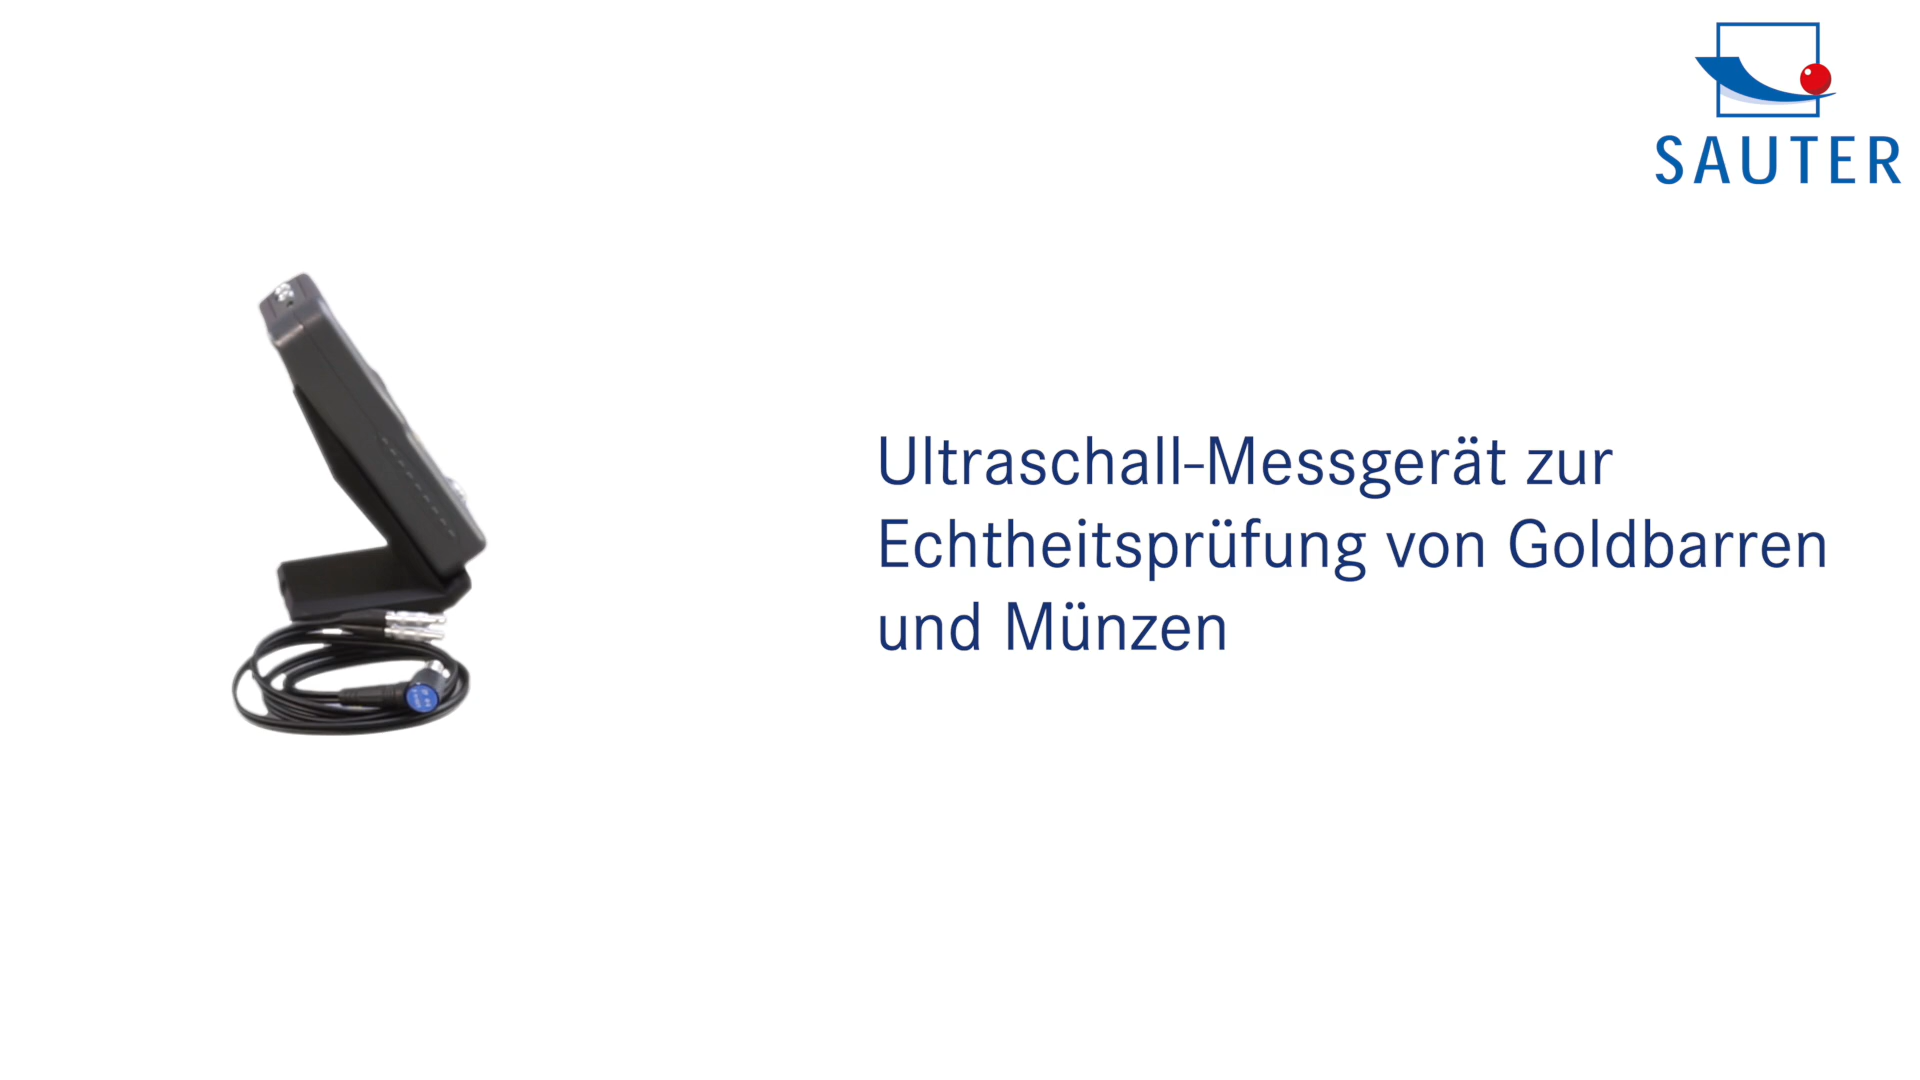 SAUTER
Ultraschall-Messgerät zur
Echtheitsprüfung von Goldbarren
und Münzen